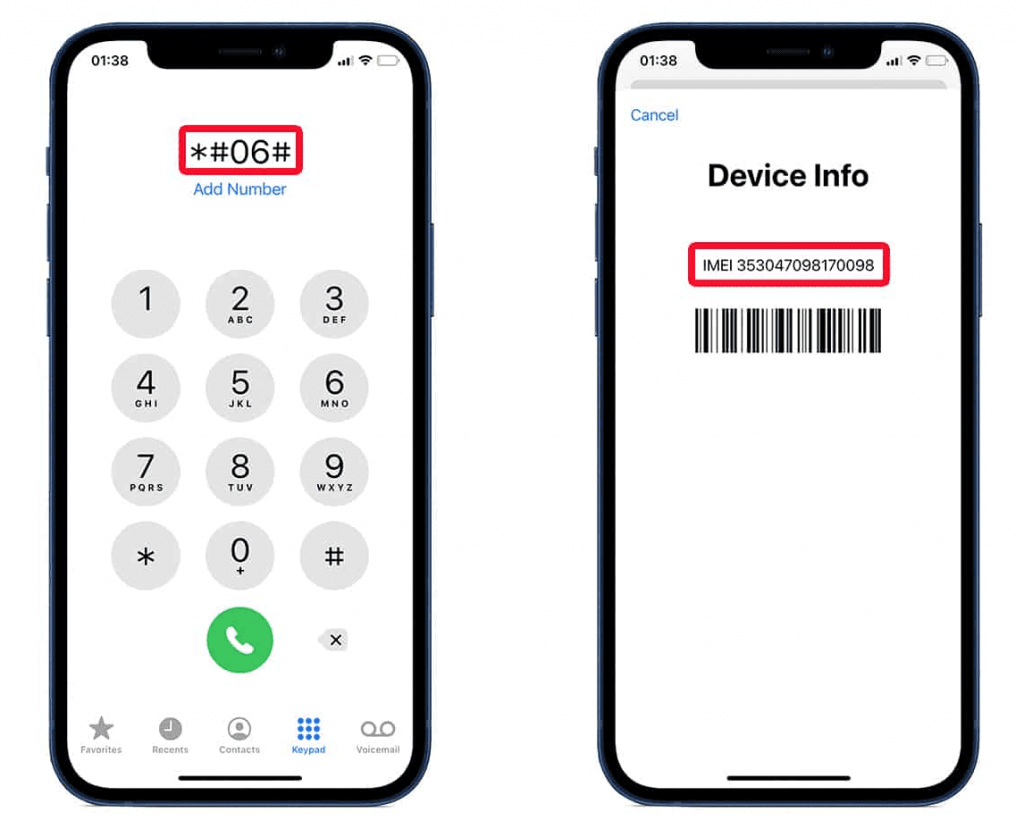 01:38
*#06#
Add Number
1
2
ABC
3
DEF
4
GHI
5
JKL
6
MNO
7
PQRS
8
TUV
9
WXYZ
*
0
+
#
Favorites
Recents
Contacts
Keypad
Voicemail
01:38
Cancel
Device Info
IMEI 353047098170098